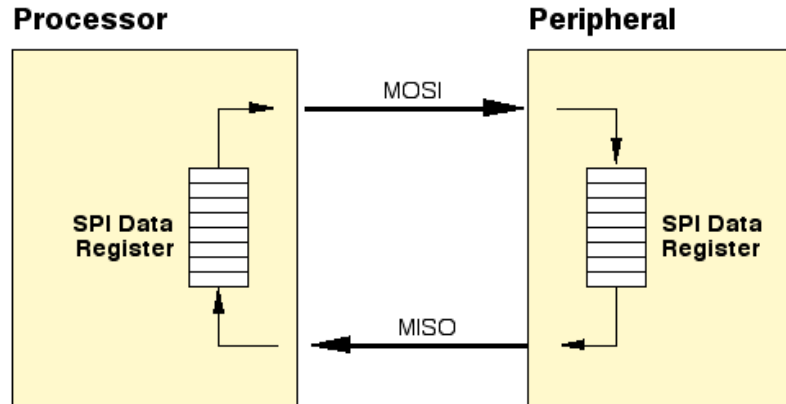 Processor
Peripheral
MOSI
SPI Data
Register
SPI Data
Register
MISO